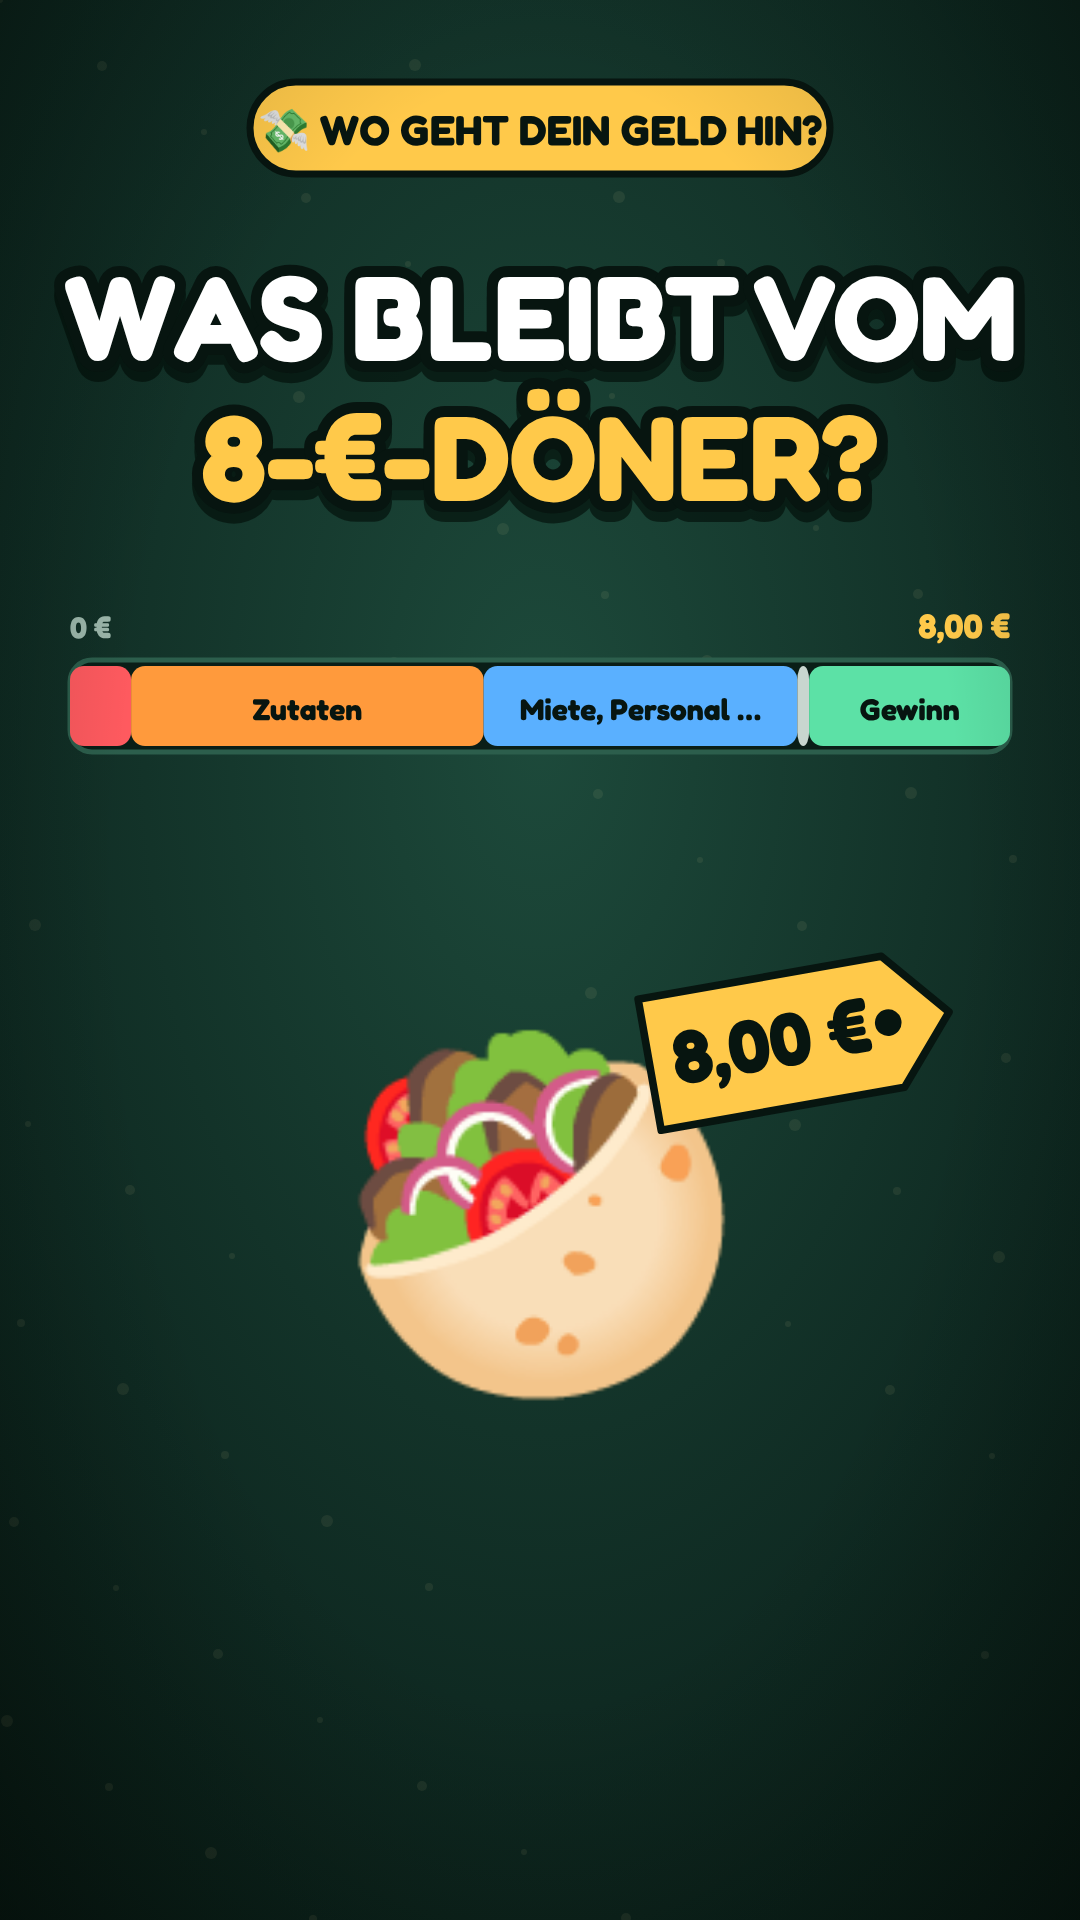 WO GEHT DEIN GELD HIN?
WAS BLEIBT VOM
8-€-DÖNER?
0 €
8,00 €
Zutaten
Miete, Personal ...
Gewinn
8,00 €